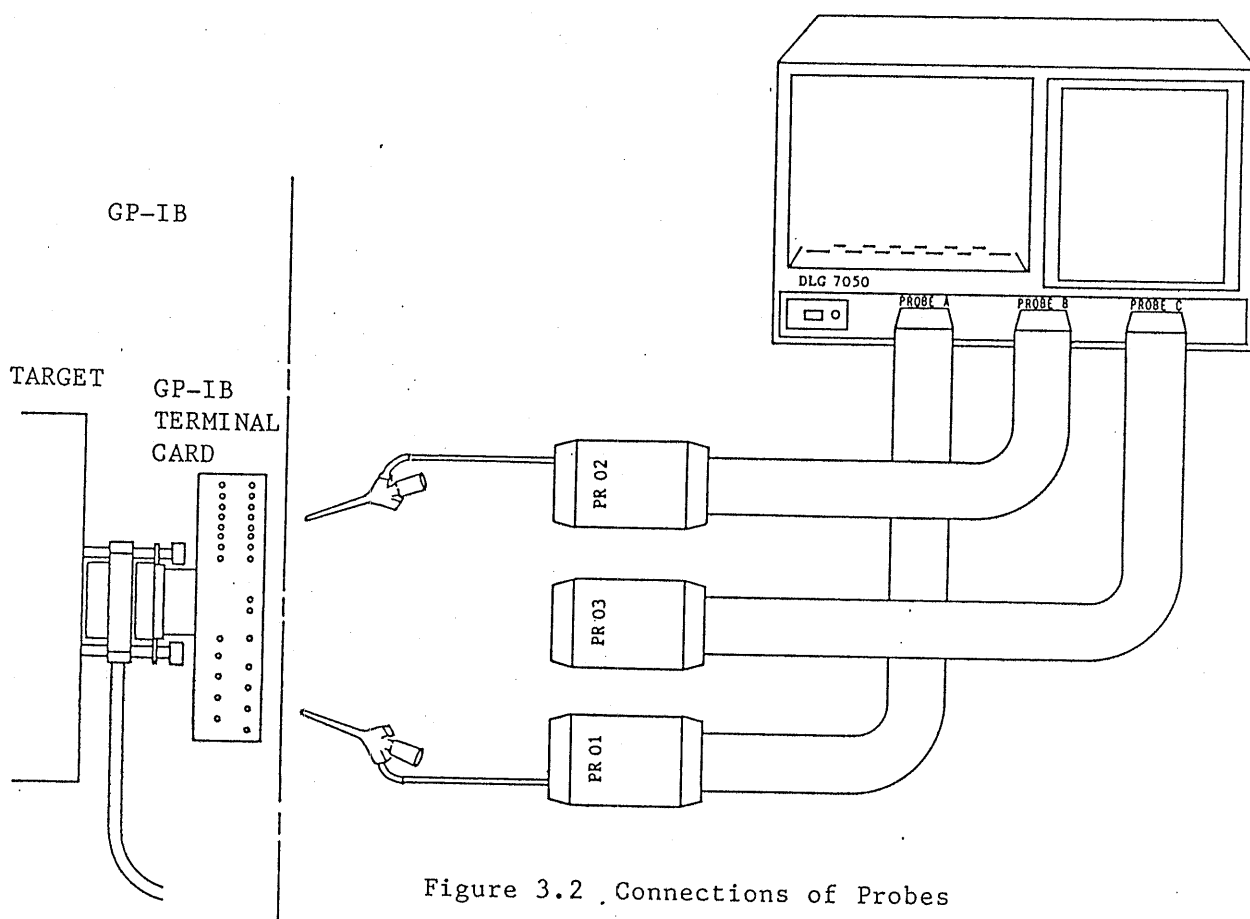 GP-IB
DLG 7050
PROBE A
PROBE B
PROBE C
TARGET
GP-IB
TERMINAL
CARD
PR 02
PR 03
PR 01
Figure 3.2 Connections of Probes